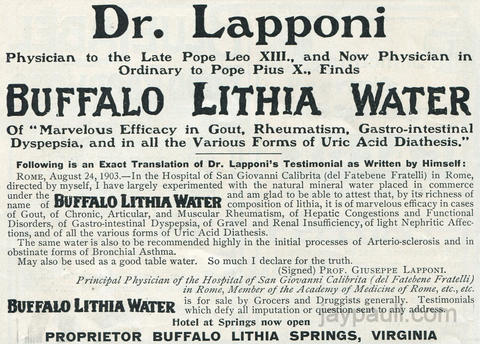 Dr. Lapponi
Physician to the Late Pope Leo XIII., and Now Physician in
Ordinary to Pope Pius X., Finds
BUFFALO LITHIA WATER
Of "Marvelous Efficacy in Gout, Rheumatism, Gastro-intestinal
Dyspepsia, and in all the Various Forms of Uric Acid Diathesis."
Following is an Exact Translation of Dr. Lapponi's Testimonial as Written by Himself:
ROME, August 24, 1903.—In the Hospital of San Giovanni Calibrita (del Fatebene Fratelli) in Rome,
directed by myself, I have largely experimented with the natural mineral water placed in commerce
under the name of BUFFALO LITHIA WATER and am glad to be able to attest that, by its richness of
composition of lithia, it is of marvelous efficacy in cases
of Gout, of Chronic, Articular, and Muscular Rheumatism, of Hepatic Congestions and Functional
Disorders, of Gastro-intestinal Dyspepsia, of Gravel and Renal Insufficiency, of light Nephritic Affec-
tions, and of all the various forms of Uric Acid Diathesis.
The same water is also to be recommended highly in the initial processes of Arterio-sclerosis and in
obstinate forms of Bronchial Asthma.
May also be used as a good table water. So much I declare for the truth.
(Signed) PROF. GIUSEPPE LAPPONI.
Principal Physician of the Hospital of San Giovanni Calibrita (del Fatebene Fratelli)
in Rome, Member of the Academy of Medicine of Rome, etc., etc.
BUFFALO LITHIA WATER is for sale by Grocers and Druggists generally. Testimonials
which defy all imputation or question sent to any address.
Hotel at Springs now open
PROPRIETOR BUFFALO LITHIA SPRINGS, VIRGINIA
jaypaull.com